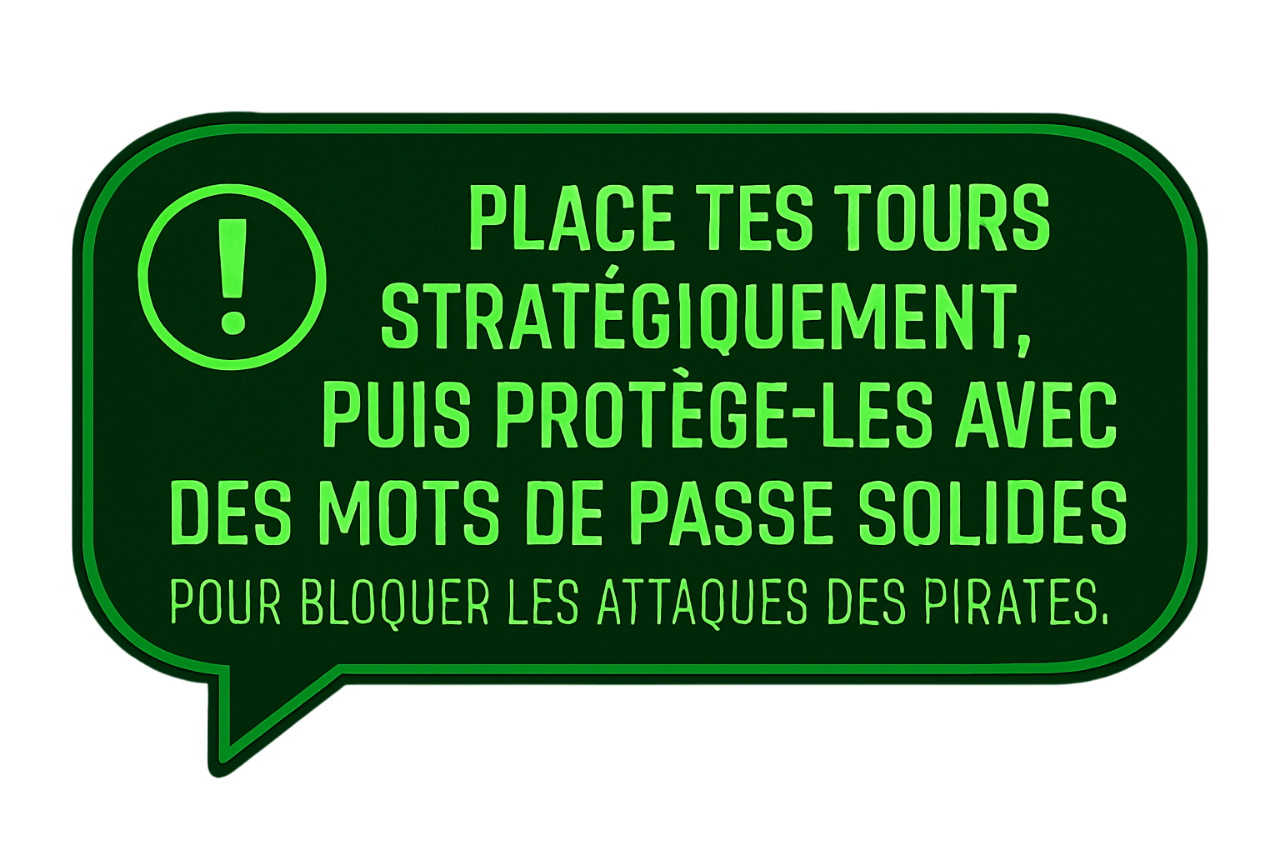 !
PLACE TES TOURS
STRATÉGIQUEMENT,
PUIS PROTÈGE-LES AVEC
DES MOTS DE PASSE SOLIDES
POUR BLOQUER LES ATTAQUES DES PIRATES.